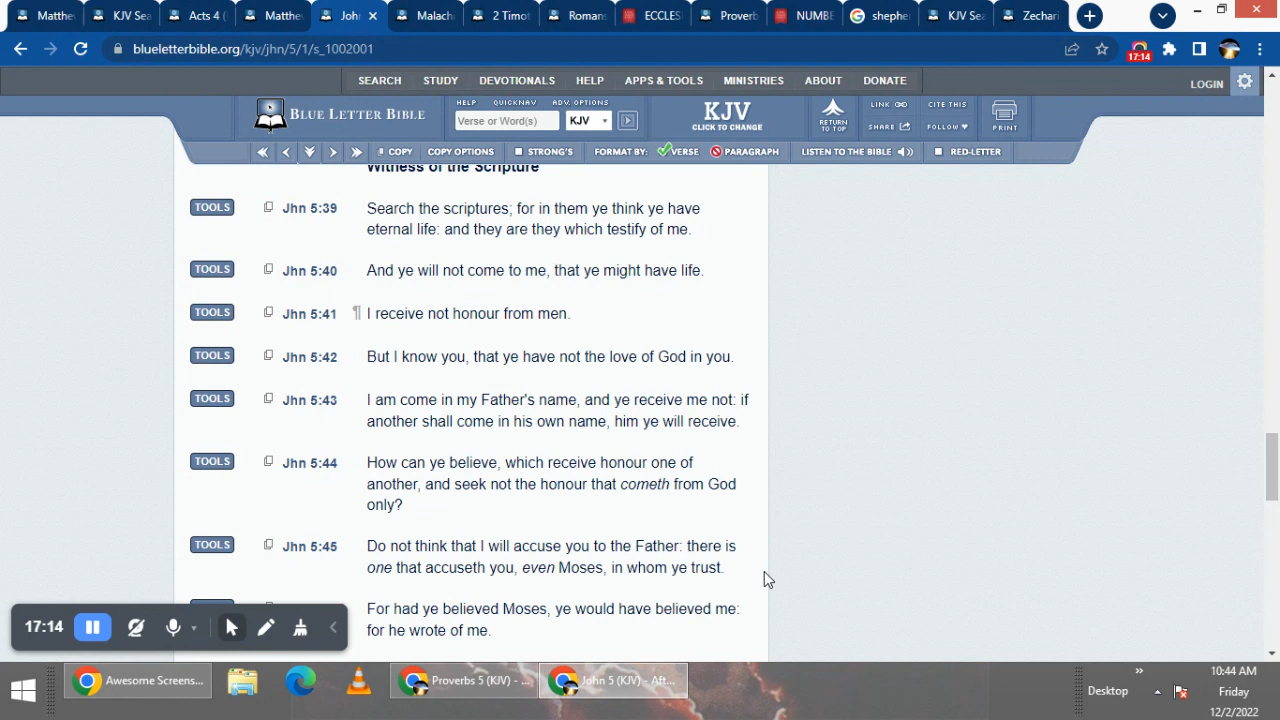 Matthe
KJV Sea
Acts 4 (
Matthe
Joh
Malach
2 Timot
Romans
ECCLES
Proverb
NUMBE
shepher
KJV Sea
Zechari
blueletterbible.org/kjv/jhn/5/1/s_1002001
17:14
SEARCH STUDY DEVOTIONALS HELP APPS & TOOLS MINISTRIES ABOUT DONATE
LOGIN
BLUE LETTER BIBLE
HELP QUICKNAV ADV. OPTIONS
Verse or Word(s) KJV
KJV
CLICK TO CHANGE
RETURN
TO TOP
LINK CITE THIS
SHARE FOLLOW
PRINT
COPY COPY OPTIONS STRONG'S FORMAT BY: VERSE PARAGRAPH LISTEN TO THE BIBLE RED-LETTER
Witness of the Scripture
TOOLS Jhn 5:39 Search the scriptures; for in them ye think ye have
eternal life: and they are they which testify of me.
TOOLS Jhn 5:40 And ye will not come to me, that ye might have life.
TOOLS Jhn 5:41 ¶ I receive not honour from men.
TOOLS Jhn 5:42 But I know you, that ye have not the love of God in you.
TOOLS Jhn 5:43 I am come in my Father's name, and ye receive me not: if
another shall come in his own name, him ye will receive.
TOOLS Jhn 5:44 How can ye believe, which receive honour one of
another, and seek not the honour that cometh from God
only?
TOOLS Jhn 5:45 Do not think that I will accuse you to the Father: there is
one that accuseth you, even Moses, in whom ye trust.
For had ye believed Moses, ye would have believed me:
for he wrote of me.
17:14
Awesome Screens...
Proverbs 5 (KJV) - ...
John 5 (KJV) - Aft...
Desktop
»
10:44 AM
Friday
12/2/2022